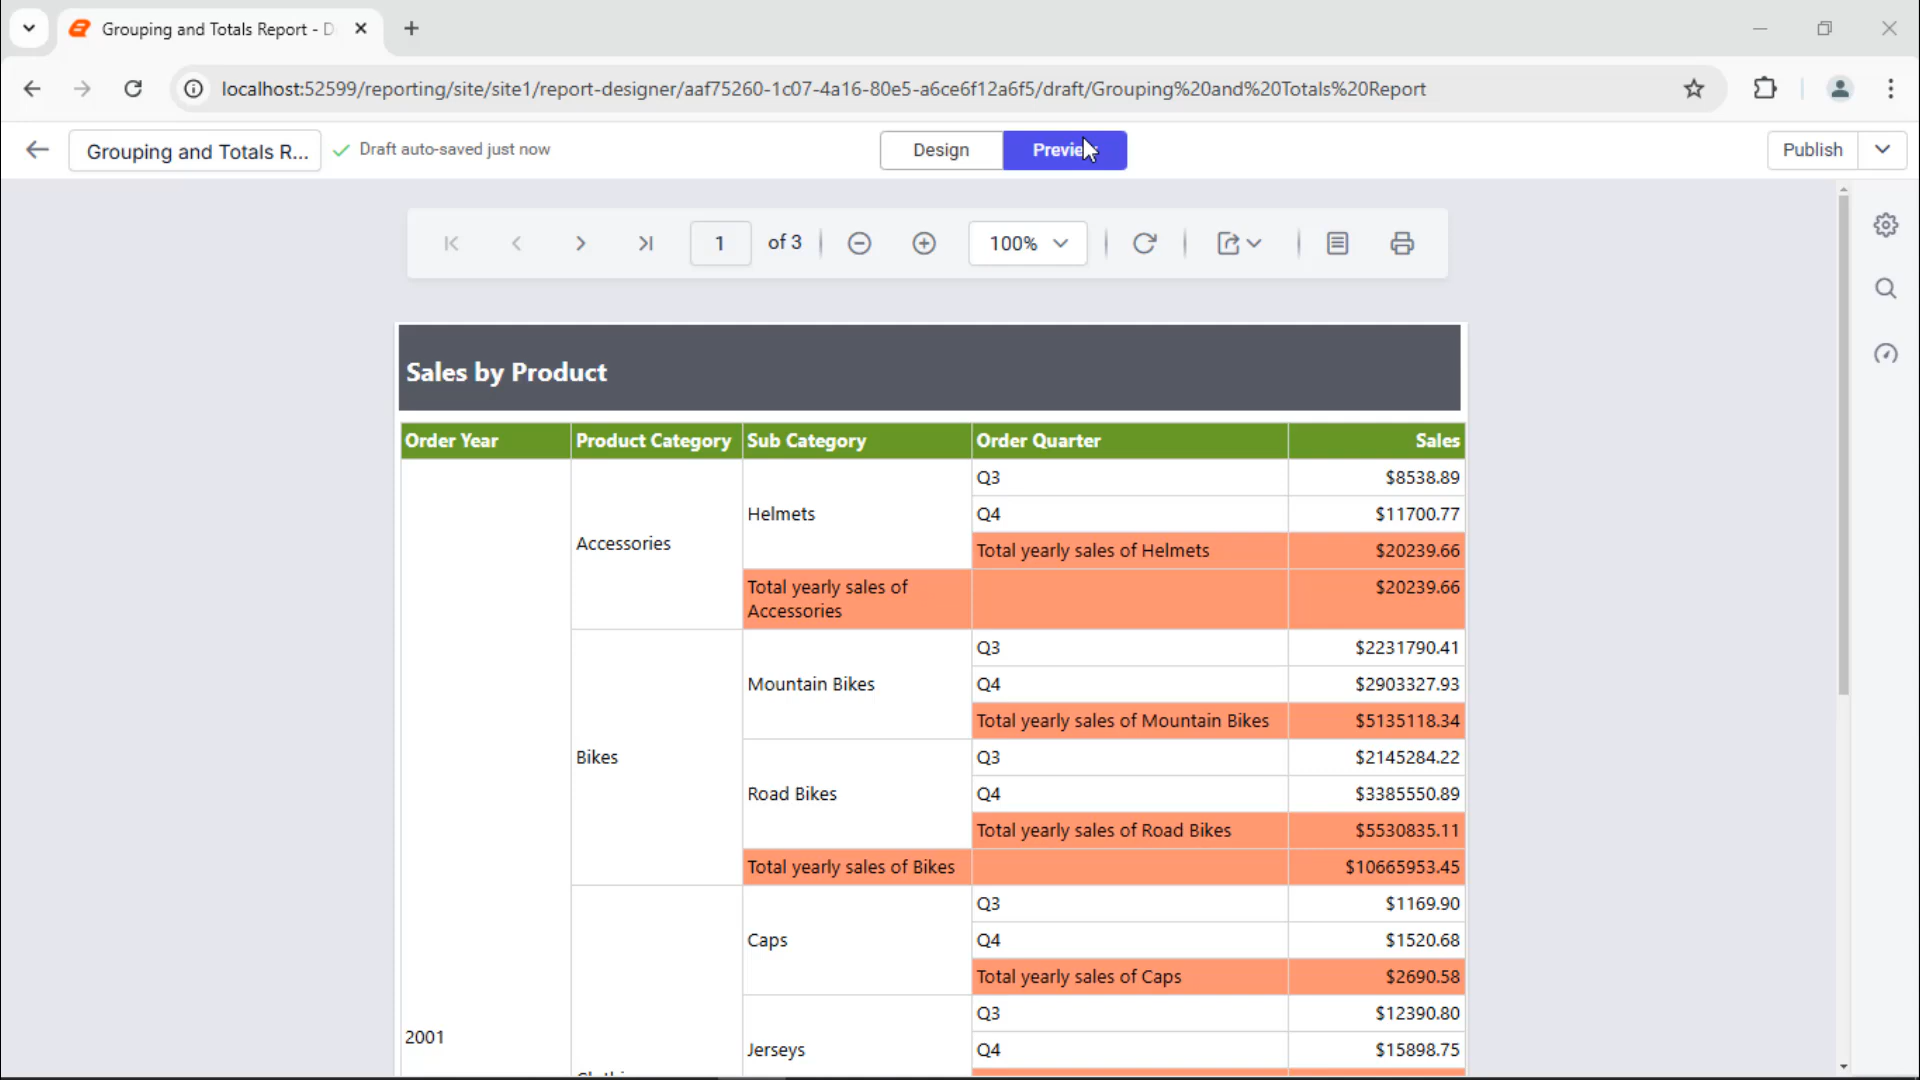 Grouping and Totals Report - D
localhost:52599/reporting/site/site1/report-designer/aaf75260-1c07-4a16-80e5-a6ce6f12a6f5/draft/Grouping%20and%20Totals%20Report
Grouping and Totals R...
Draft auto-saved just now
Design
Preview
Publish
1 of 3
100%
Sales by Product
Order Year Product Category Sub Category Order Quarter Sales
Q3 $8538.89
Helmets
Q4 $11700.77
Accessories
Total yearly sales of Helmets $20239.66
Total yearly sales of
Accessories
$20239.66
Q3 $2231790.41
Mountain Bikes
Q4 $2903327.93
Total yearly sales of Mountain Bikes $5135118.34
Bikes
Q3 $2145284.22
Road Bikes
Q4 $3385550.89
Total yearly sales of Road Bikes $5530835.11
Total yearly sales of Bikes $10665953.45
Q3 $1169.90
Caps
Q4 $1520.68
Total yearly sales of Caps $2690.58
Q3 $12390.80
2001
Jerseys
Q4 $15898.75